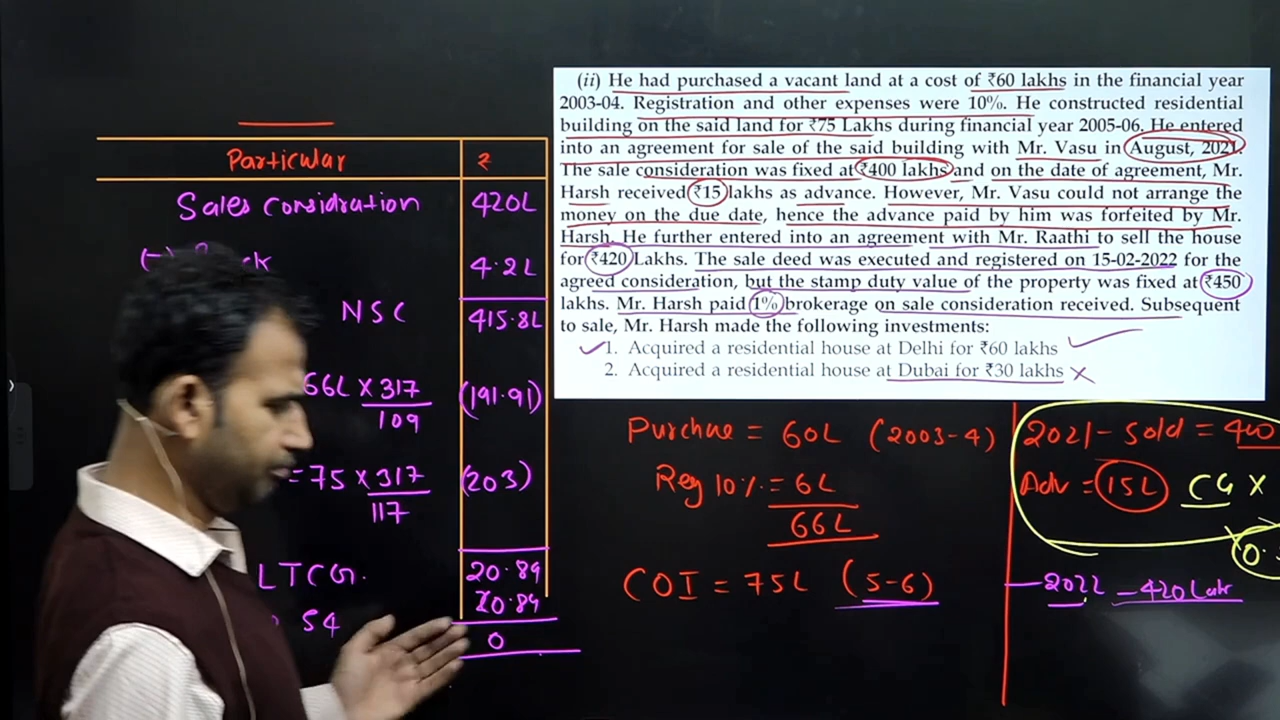 (ii) He had purchased a vacant land at a cost of ₹60 lakhs in the financial year
2003-04. Registration and other expenses were 10%. He constructed residential
building on the said land for ₹75 Lakhs during financial year 2005-06. He entered
into an agreement for sale of the said building with Mr. Vasu in August, 2021.
The sale consideration was fixed at ₹400 lakhs and on the date of agreement, Mr.
Harsh received ₹15 lakhs as advance. However, Mr. Vasu could not arrange the
money on the due date, hence the advance paid by him was forfeited by Mr.
Harsh. He further entered into an agreement with Mr. Raathi to sell the house
for ₹420 Lakhs. The sale deed was executed and registered on 15-02-2022 for the
agreed consideration, but the stamp duty value of the property was fixed at ₹450
lakhs. Mr. Harsh paid 1% brokerage on sale consideration received. Subsequent
to sale, Mr. Harsh made the following investments:
1. Acquired a residential house at Delhi for ₹60 lakhs
2. Acquired a residential house at Dubai for ₹30 lakhs
Particular ₹
Sales Considration 420L
(-) 4.2L
NSC 415.8L
66L × 317 (191.91)
109
= 75 × 317 (203)
117
LTCG. 20.89
54 20.89
0
Purchae = 60L (2003-4)
Reg 10% = 6L
66L
COI = 75L (5-6)
2021 - Sold = 400
Adv = 15L CG ×
2022 - 420 Lakh